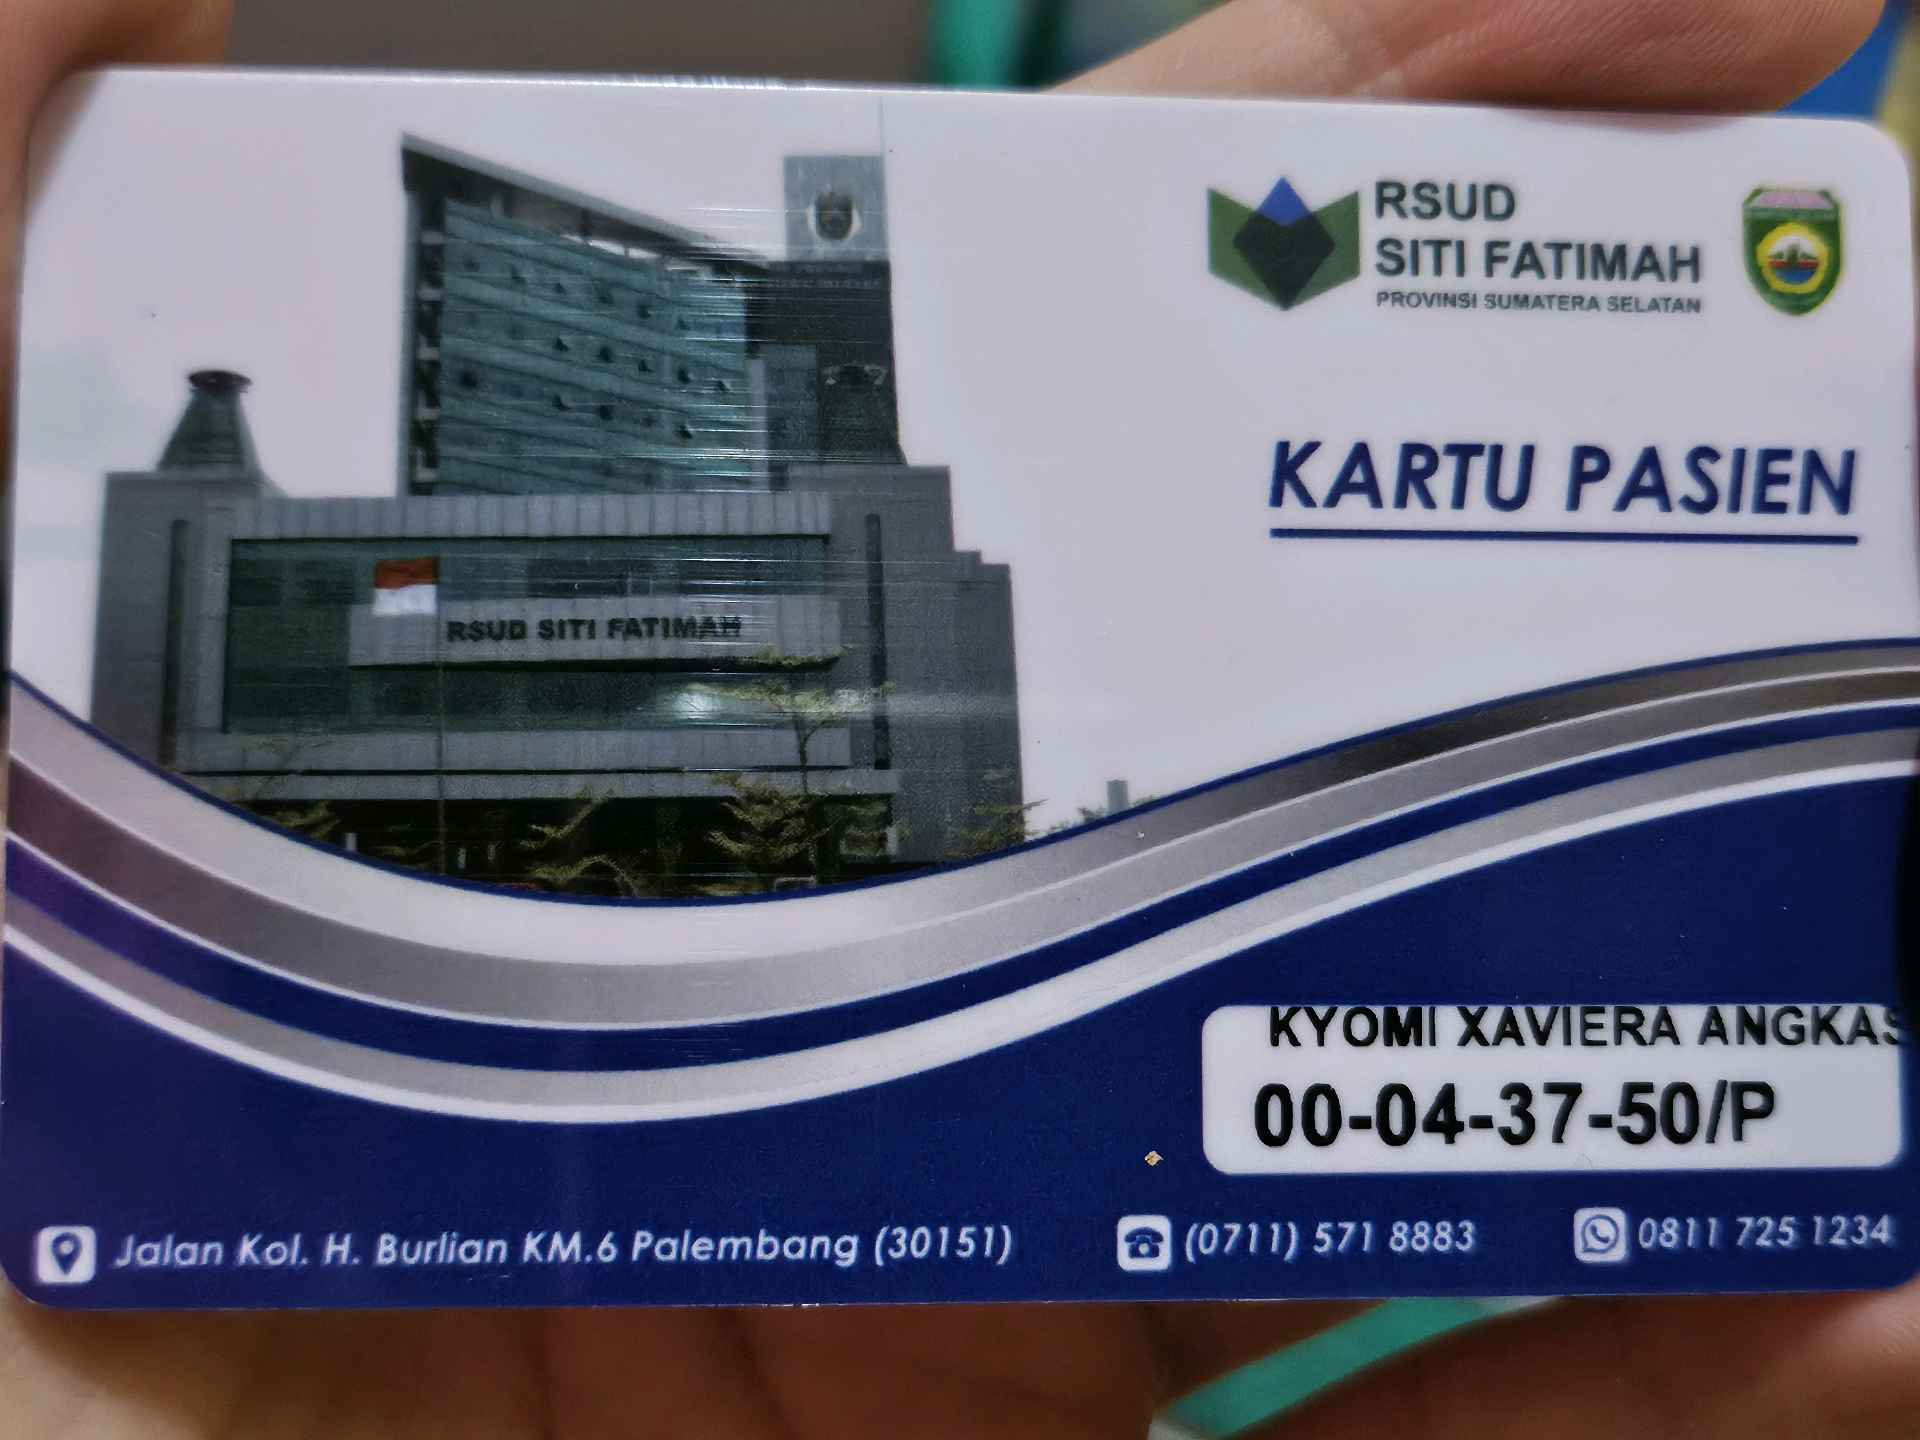 RSUD
SITI FATIMAH
PROVINSI SUMATERA SELATAN
KARTU PASIEN
RSUD SITI FATIMAH
KYOMI XAVIERA ANGKAS
00-04-37-50/P
Jalan Kol. H. Burlian KM.6 Palembang (30151)
(0711) 571 8883
0811 725 1234